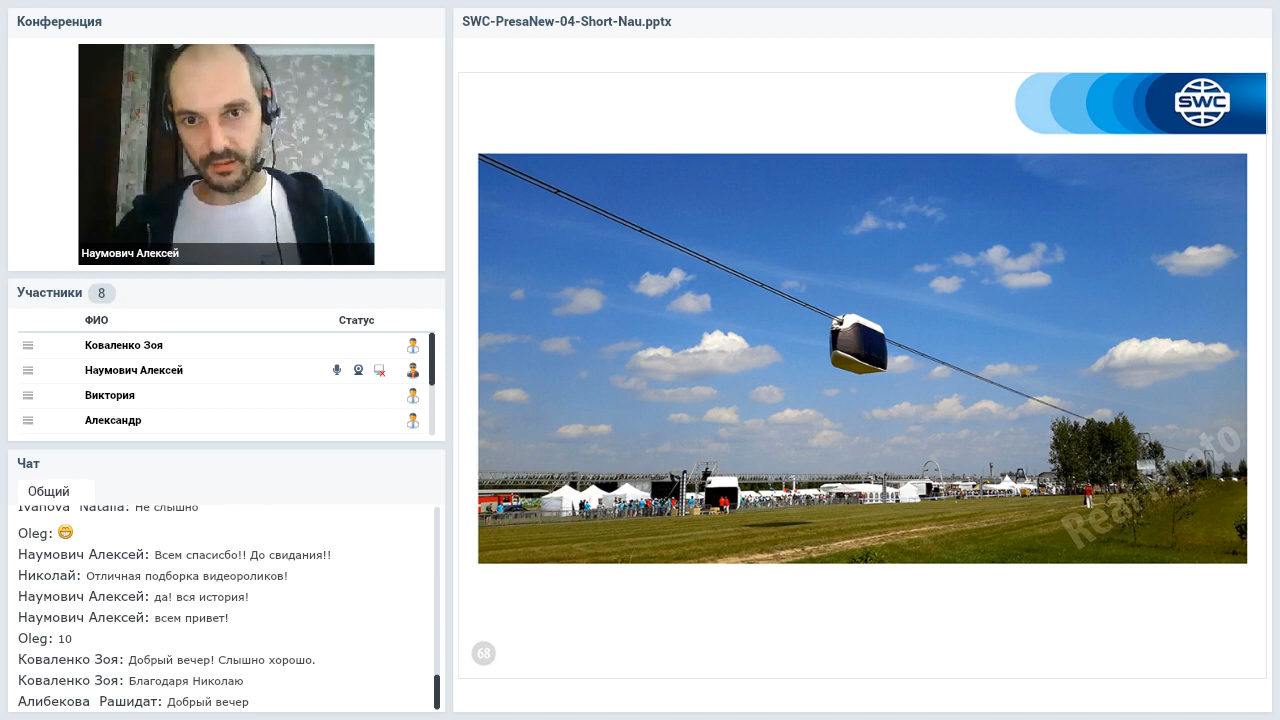 Конференция
Наумович Алексей
Участники 8
ФИО Статус
Коваленко Зоя
Наумович Алексей
Виктория
Александр
Чат
Общий
Ivanova Natalia: Не слышно
Oleg:
Наумович Алексей: Всем спасисбо!! До свидания!!
Николай: Отличная подборка видеороликов!
Наумович Алексей: да! вся история!
Наумович Алексей: всем привет!
Oleg: 10
Коваленко Зоя: Добрый вечер! Слышно хорошо.
Коваленко Зоя: Благодаря Николаю
Алибекова Рашидат: Добрый вечер
SWC-PresaNew-04-Short-Nau.pptx
SWC
68